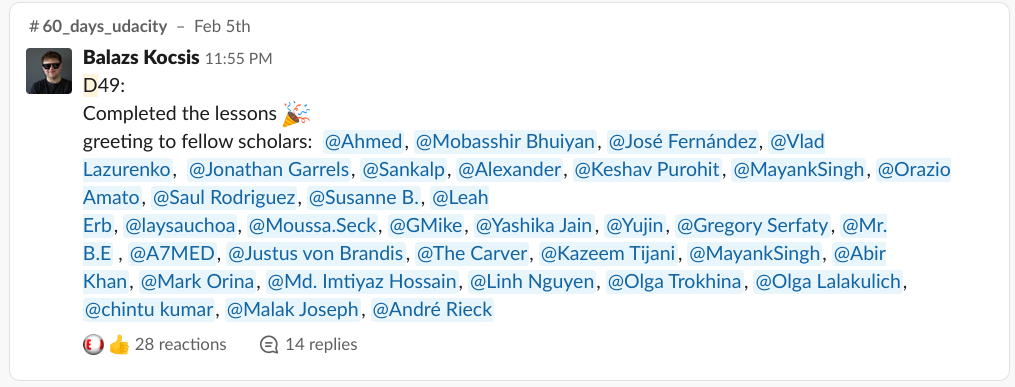 # 60_days_udacity – Feb 5th
Balazs Kocsis 11:55 PM
D49:
Completed the lessons 🎉
greeting to fellow scholars: @Ahmed, @Mobasshir Bhuiyan, @José Fernández, @Vlad
Lazurenko, @Jonathan Garrels, @Sankalp, @Alexander, @Keshav Purohit, @MayankSingh, @Orazio
Amato, @Saul Rodriguez, @Susanne B., @Leah
Erb, @laysauchoa, @Moussa.Seck, @GMike, @Yashika Jain, @Yujin, @Gregory Serfaty, @Mr.
B.E , @A7MED, @Justus von Brandis, @The Carver, @Kazeem Tijani, @MayankSingh, @Abir
Khan, @Mark Orina, @Md. Imtiyaz Hossain, @Linh Nguyen, @Olga Trokhina, @Olga Lalakulich,
@chintu kumar, @Malak Joseph, @André Rieck
👍 28 reactions 14 replies